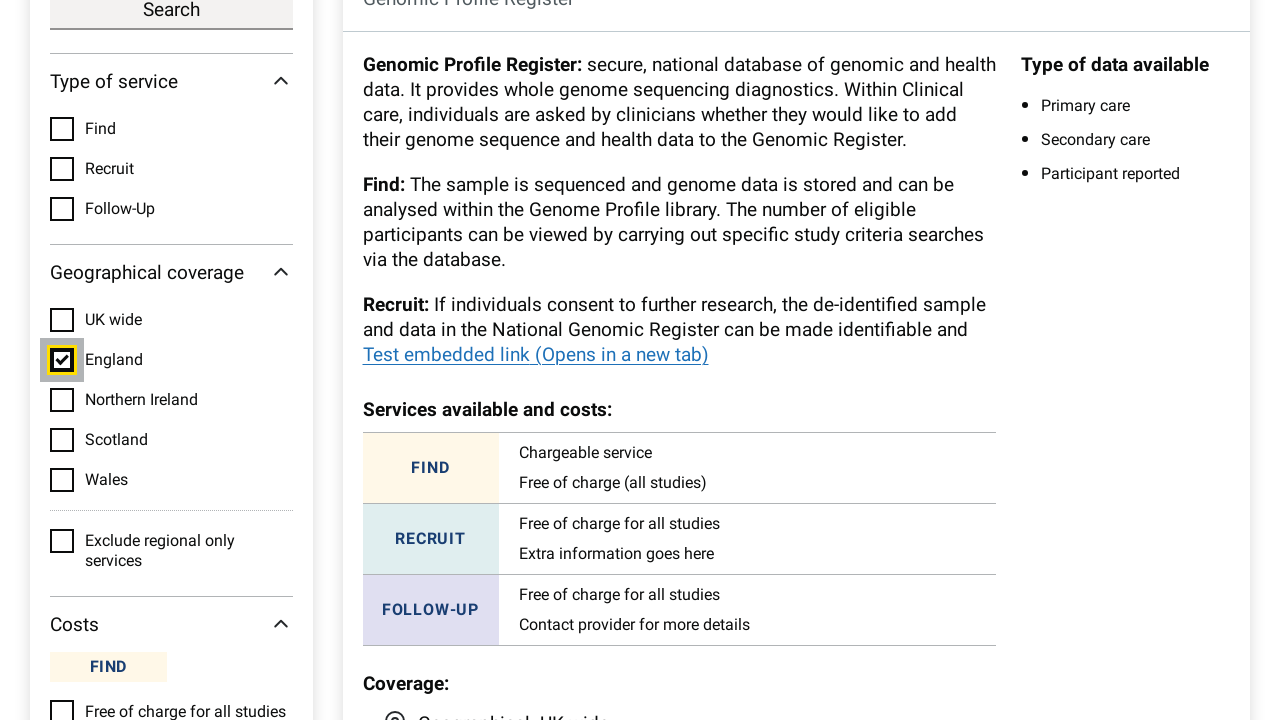 Search
Type of service
Find
Recruit
Follow-Up
Geographical coverage
UK wide
England
Northern Ireland
Scotland
Wales
Exclude regional only
services
Costs
FIND
Free of charge for all studies
Genomic Profile Register
Genomic Profile Register: secure, national database of genomic and health
data. It provides whole genome sequencing diagnostics. Within Clinical
care, individuals are asked by clinicians whether they would like to add
their genome sequence and health data to the Genomic Register.
Find: The sample is sequenced and genome data is stored and can be
analysed within the Genome Profile library. The number of eligible
participants can be viewed by carrying out specific study criteria searches
via the database.
Recruit: If individuals consent to further research, the de-identified sample
and data in the National Genomic Register can be made identifiable and
Test embedded link (Opens in a new tab)
Services available and costs:
FIND
Chargeable service
Free of charge (all studies)
RECRUIT
Free of charge for all studies
Extra information goes here
FOLLOW-UP
Free of charge for all studies
Contact provider for more details
Coverage:
Geographical: UK wide
Type of data available
Primary care
Secondary care
Participant reported